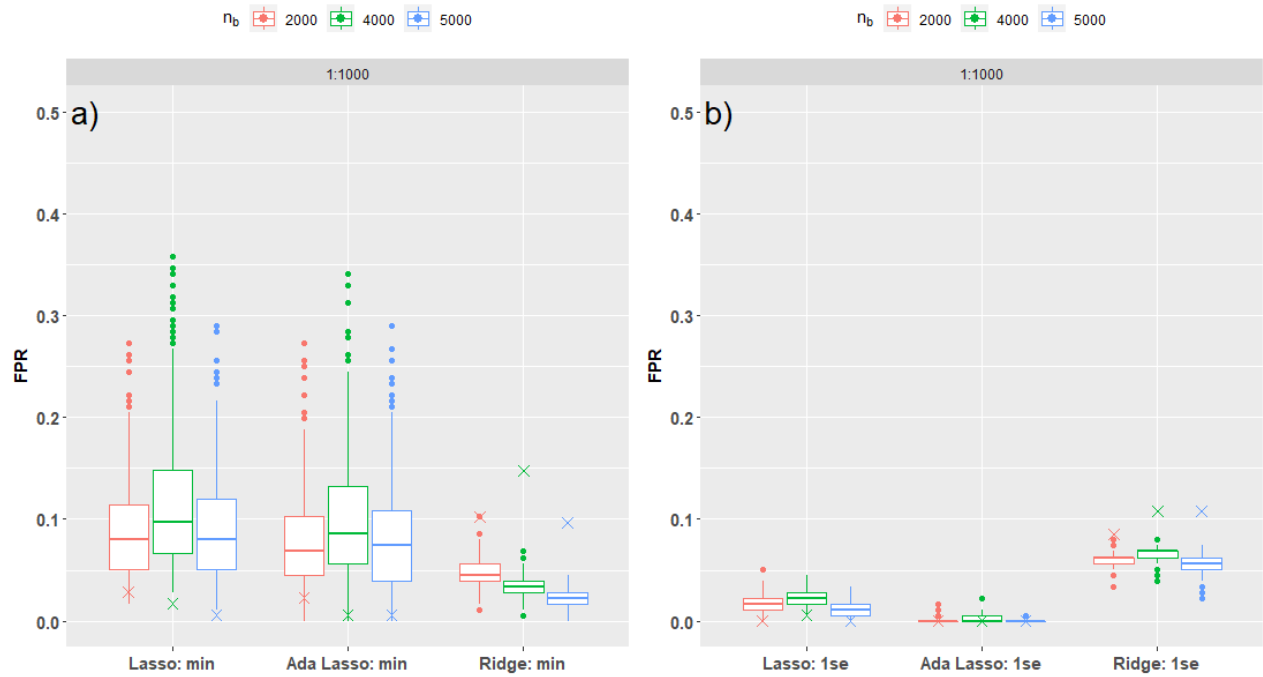 n_b 2000 4000 5000
1:1000
a)
0.5
0.4
0.3
0.2
0.1
0.0
FPR
Lasso: min Ada Lasso: min Ridge: min
n_b 2000 4000 5000
1:1000
b)
0.5
0.4
0.3
0.2
0.1
0.0
FPR
Lasso: 1se Ada Lasso: 1se Ridge: 1se